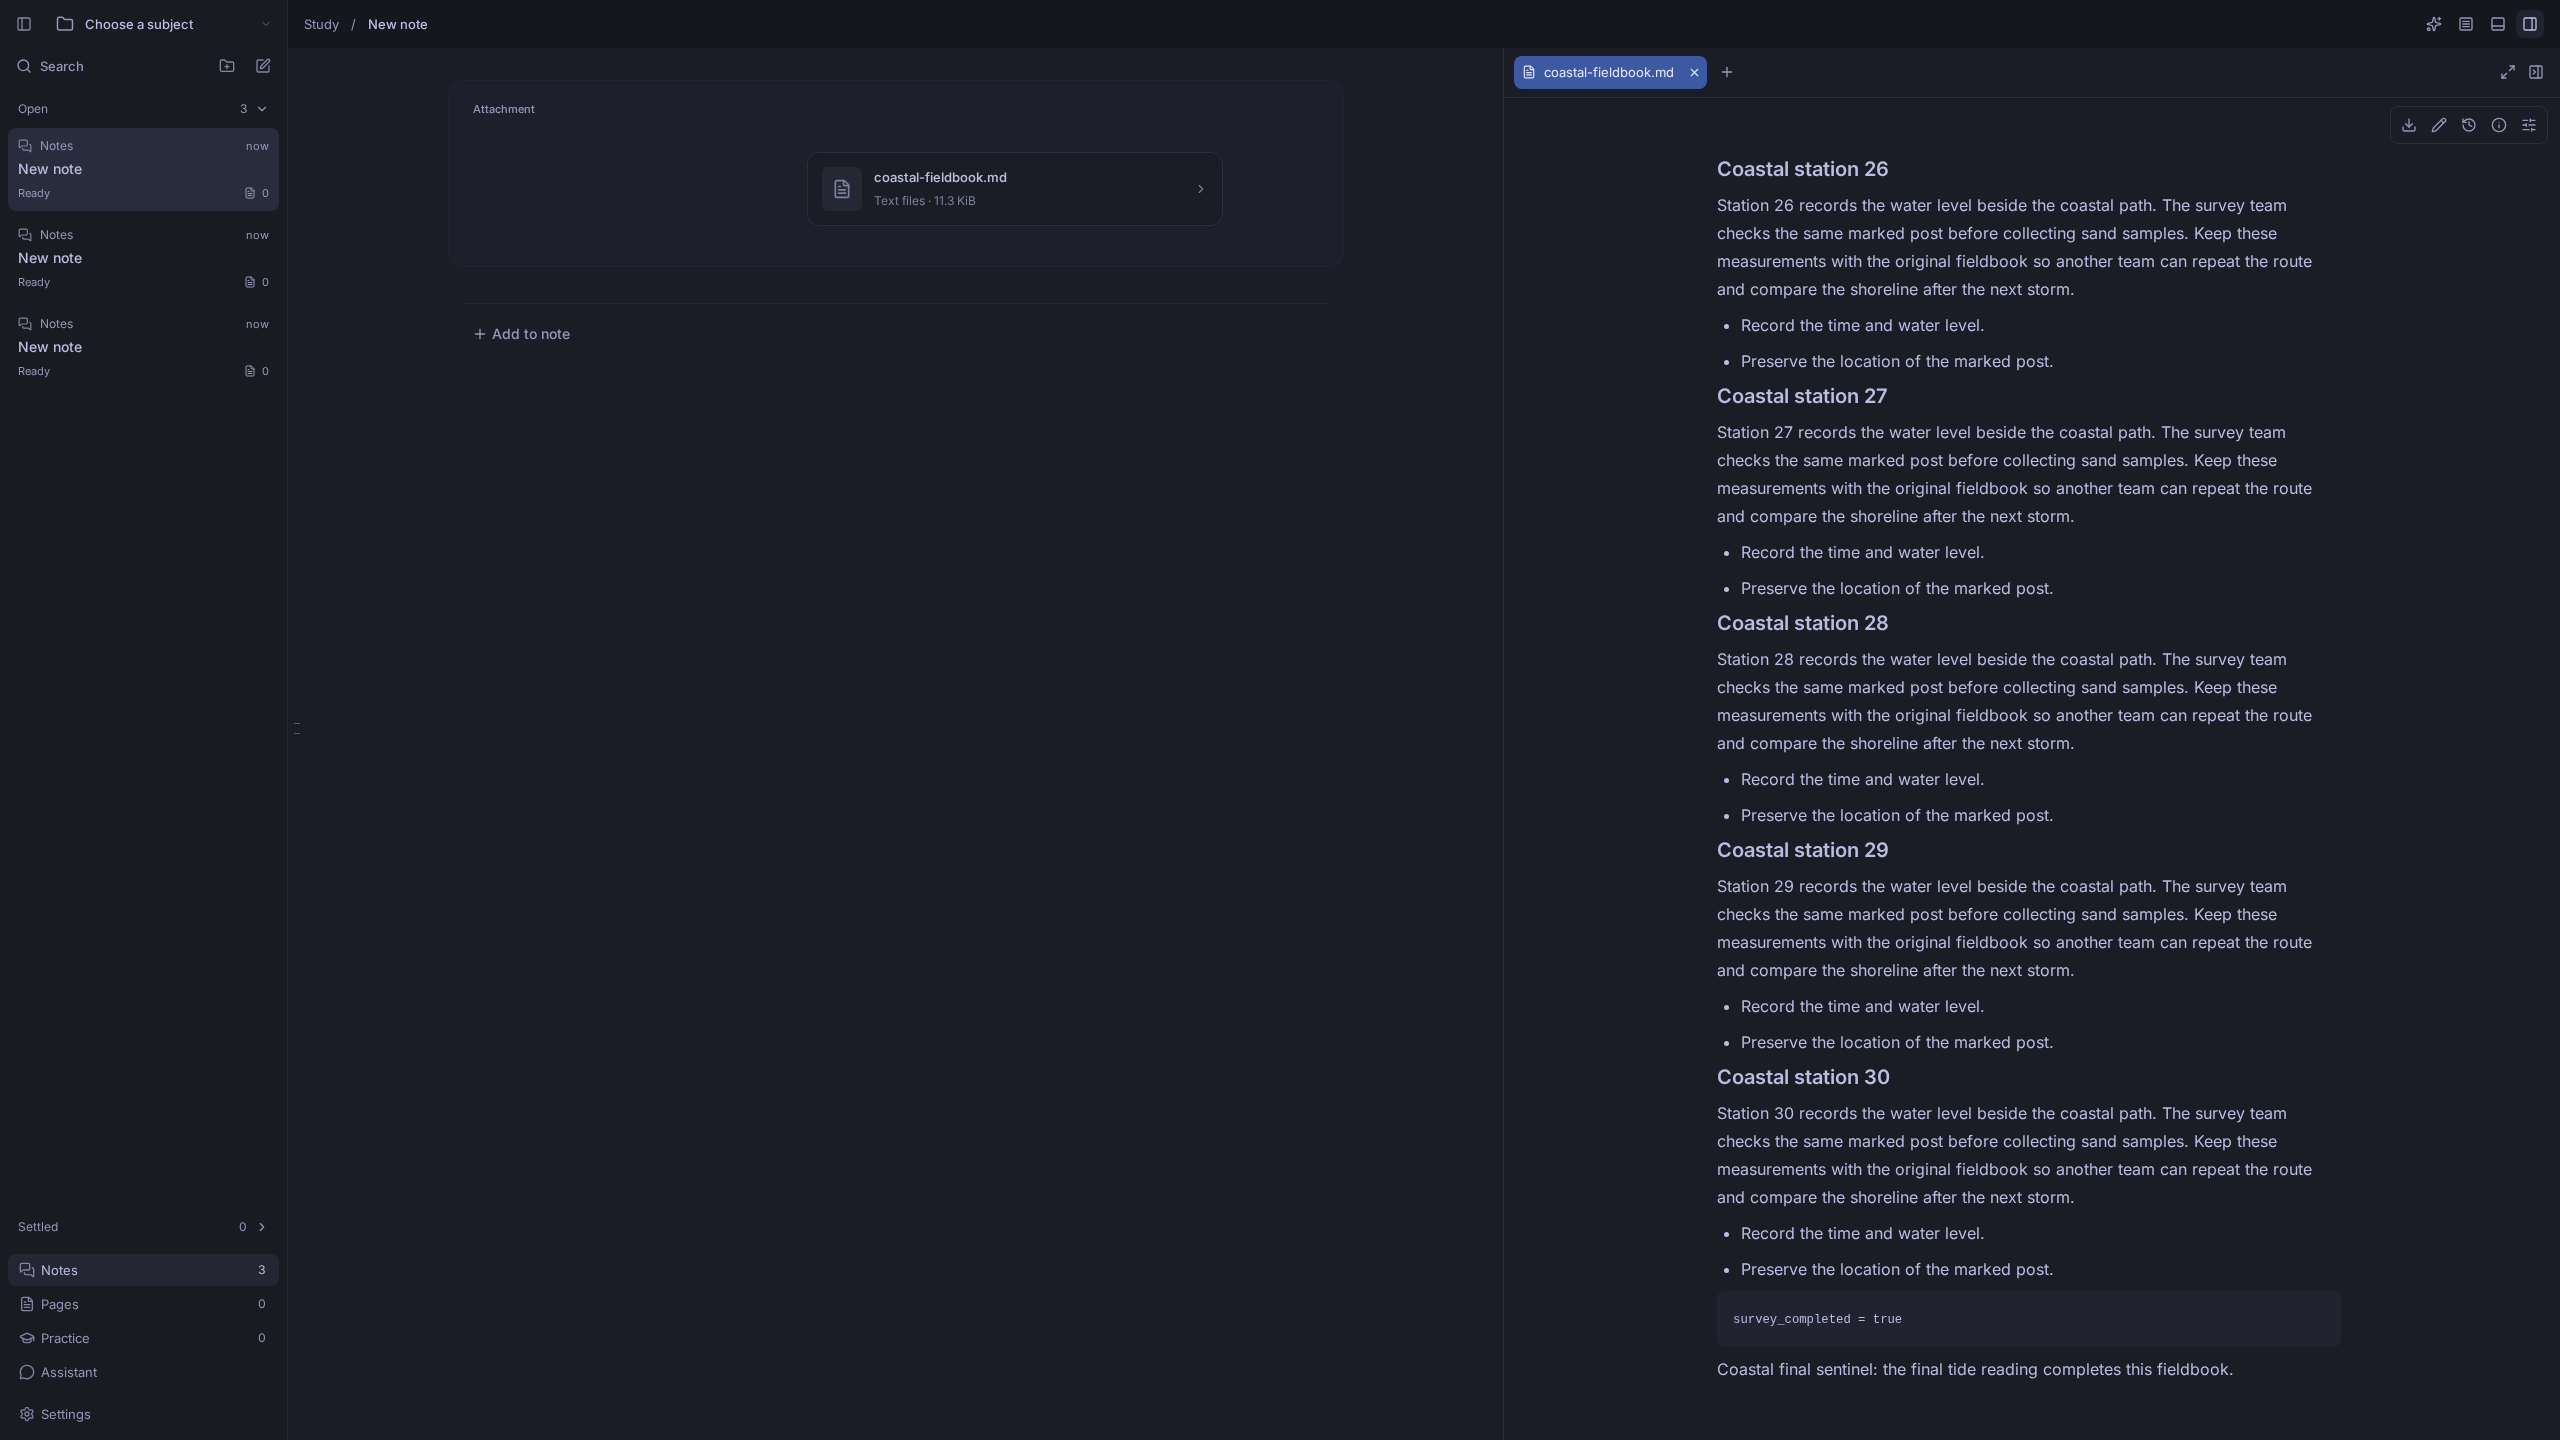 Choose a subject
Search
Open 3
Notes now
New note
Ready 0
Notes now
New note
Ready 0
Notes now
New note
Ready 0
Settled 0
Notes 3
Pages 0
Practice 0
Assistant
Settings
Study / New note
Attachment
coastal-fieldbook.md
Text files · 11.3 KiB
Add to note
coastal-fieldbook.md
Coastal station 26
Station 26 records the water level beside the coastal path. The survey team
checks the same marked post before collecting sand samples. Keep these
measurements with the original fieldbook so another team can repeat the route
and compare the shoreline after the next storm.
• Record the time and water level.
• Preserve the location of the marked post.
Coastal station 27
Station 27 records the water level beside the coastal path. The survey team
checks the same marked post before collecting sand samples. Keep these
measurements with the original fieldbook so another team can repeat the route
and compare the shoreline after the next storm.
• Record the time and water level.
• Preserve the location of the marked post.
Coastal station 28
Station 28 records the water level beside the coastal path. The survey team
checks the same marked post before collecting sand samples. Keep these
measurements with the original fieldbook so another team can repeat the route
and compare the shoreline after the next storm.
• Record the time and water level.
• Preserve the location of the marked post.
Coastal station 29
Station 29 records the water level beside the coastal path. The survey team
checks the same marked post before collecting sand samples. Keep these
measurements with the original fieldbook so another team can repeat the route
and compare the shoreline after the next storm.
• Record the time and water level.
• Preserve the location of the marked post.
Coastal station 30
Station 30 records the water level beside the coastal path. The survey team
checks the same marked post before collecting sand samples. Keep these
measurements with the original fieldbook so another team can repeat the route
and compare the shoreline after the next storm.
• Record the time and water level.
• Preserve the location of the marked post.
survey_completed = true
Coastal final sentinel: the final tide reading completes this fieldbook.